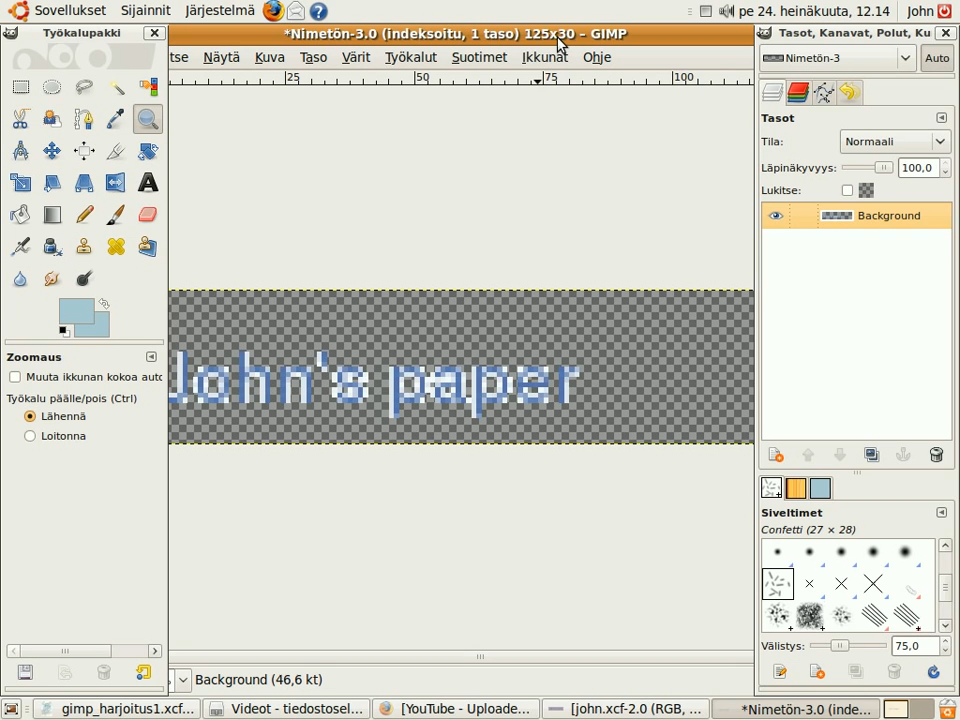 Sovellukset Sijainnit Järjestelmä pe 24. heinäkuuta, 12.14 John
Työkalupakki
*Nimetön-3.0 (indeksoitu, 1 taso) 125x30 – GIMP
Tasot, Kanavat, Polut, Ku
tse Näytä Kuva Taso Värit Työkalut Suotimet Ikkunat Ohje
Nimetön-3 Auto
25 50 75 100
Tasot
Tila: Normaali
Läpinäkyvyys: 100,0
Lukitse:
Background
John's paper
Zoomaus
Muuta ikkunan kokoa auto
Työkalu päälle/pois (Ctrl)
Lähennä
Loitonna
Siveltimet
Confetti (27 × 28)
Välistys: 75,0
Background (46,6 kt)
gimp_harjoitus1.xcf... Videot - tiedostosel... [YouTube - Uploade... [john.xcf-2.0 (RGB, ... *Nimetön-3.0 (inde...